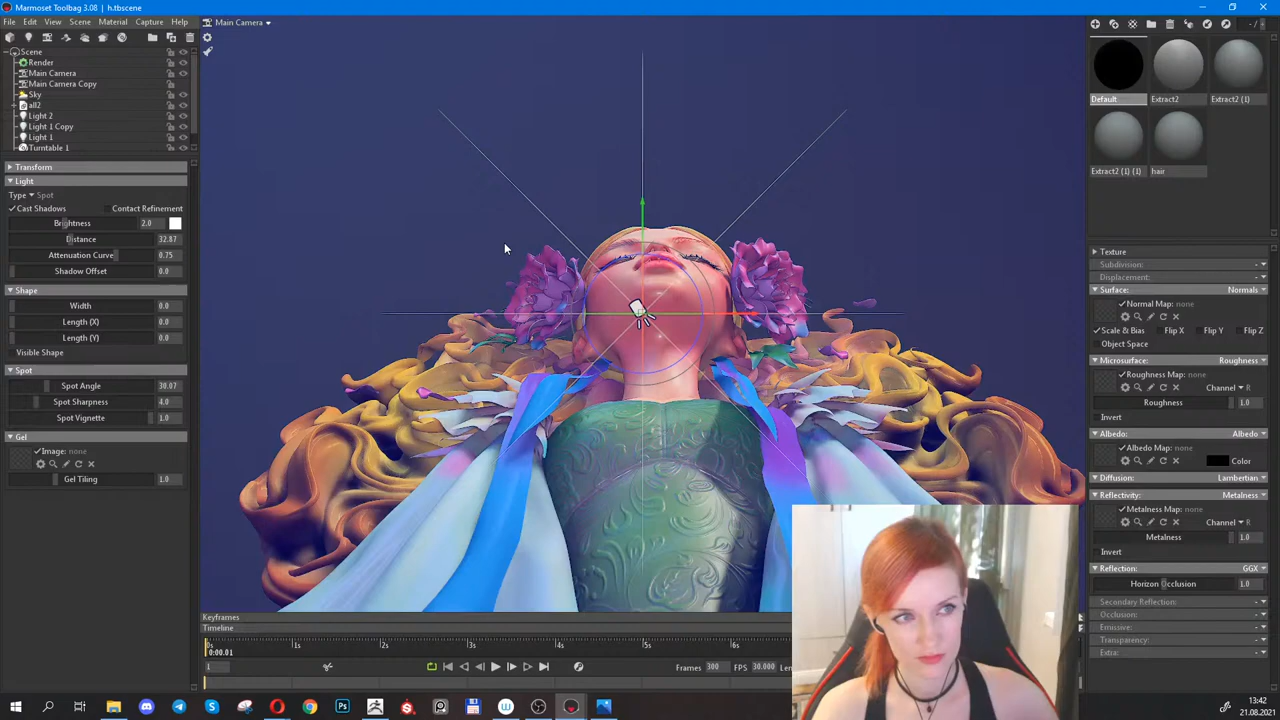 Marmoset Toolbag 3.08 | h.tbscene
File Edit View Scene Material Capture Help
Main Camera
- /
Scene
Render
Main Camera
Main Camera Copy
Sky
all2
Light 2
Light 1 Copy
Light 1
Turntable 1
Transform
Light
Type Spot
Cast Shadows Contact Refinement
Brightness 2.0
Distance 32.87
Attenuation Curve 0.75
Shadow Offset 0.0
Shape
Width 0.0
Length (X) 0.0
Length (Y) 0.0
Visible Shape
Spot
Spot Angle 30.07
Spot Sharpness 4.0
Spot Vignette 1.0
Gel
Image: none
Gel Tiling 1.0
Default Extract2 Extract2 (1)
Extract2 (1) (1) hair
Texture
Subdivision:
Displacement:
Surface: Normals
Normal Map: none
Scale & Bias Flip X Flip Y Flip Z
Object Space
Microsurface: Roughness
Roughness Map: none
Channel R
Roughness 1.0
Invert
Albedo: Albedo
Albedo Map: none
Color
Diffusion: Lambertian
Reflectivity: Metalness
Metalness Map: none
Channel R
Metalness 1.0
Invert
Reflection: GGX
Horizon Occlusion 1.0
Secondary Reflection:
Occlusion:
Emissive:
Transparency:
Extra:
Keyframes
Timeline
0s 1s 2s 3s 4s 5s 6s
0:00.01
1 Frames 300 FPS 30.000
Ps
13:42
21.08.2021